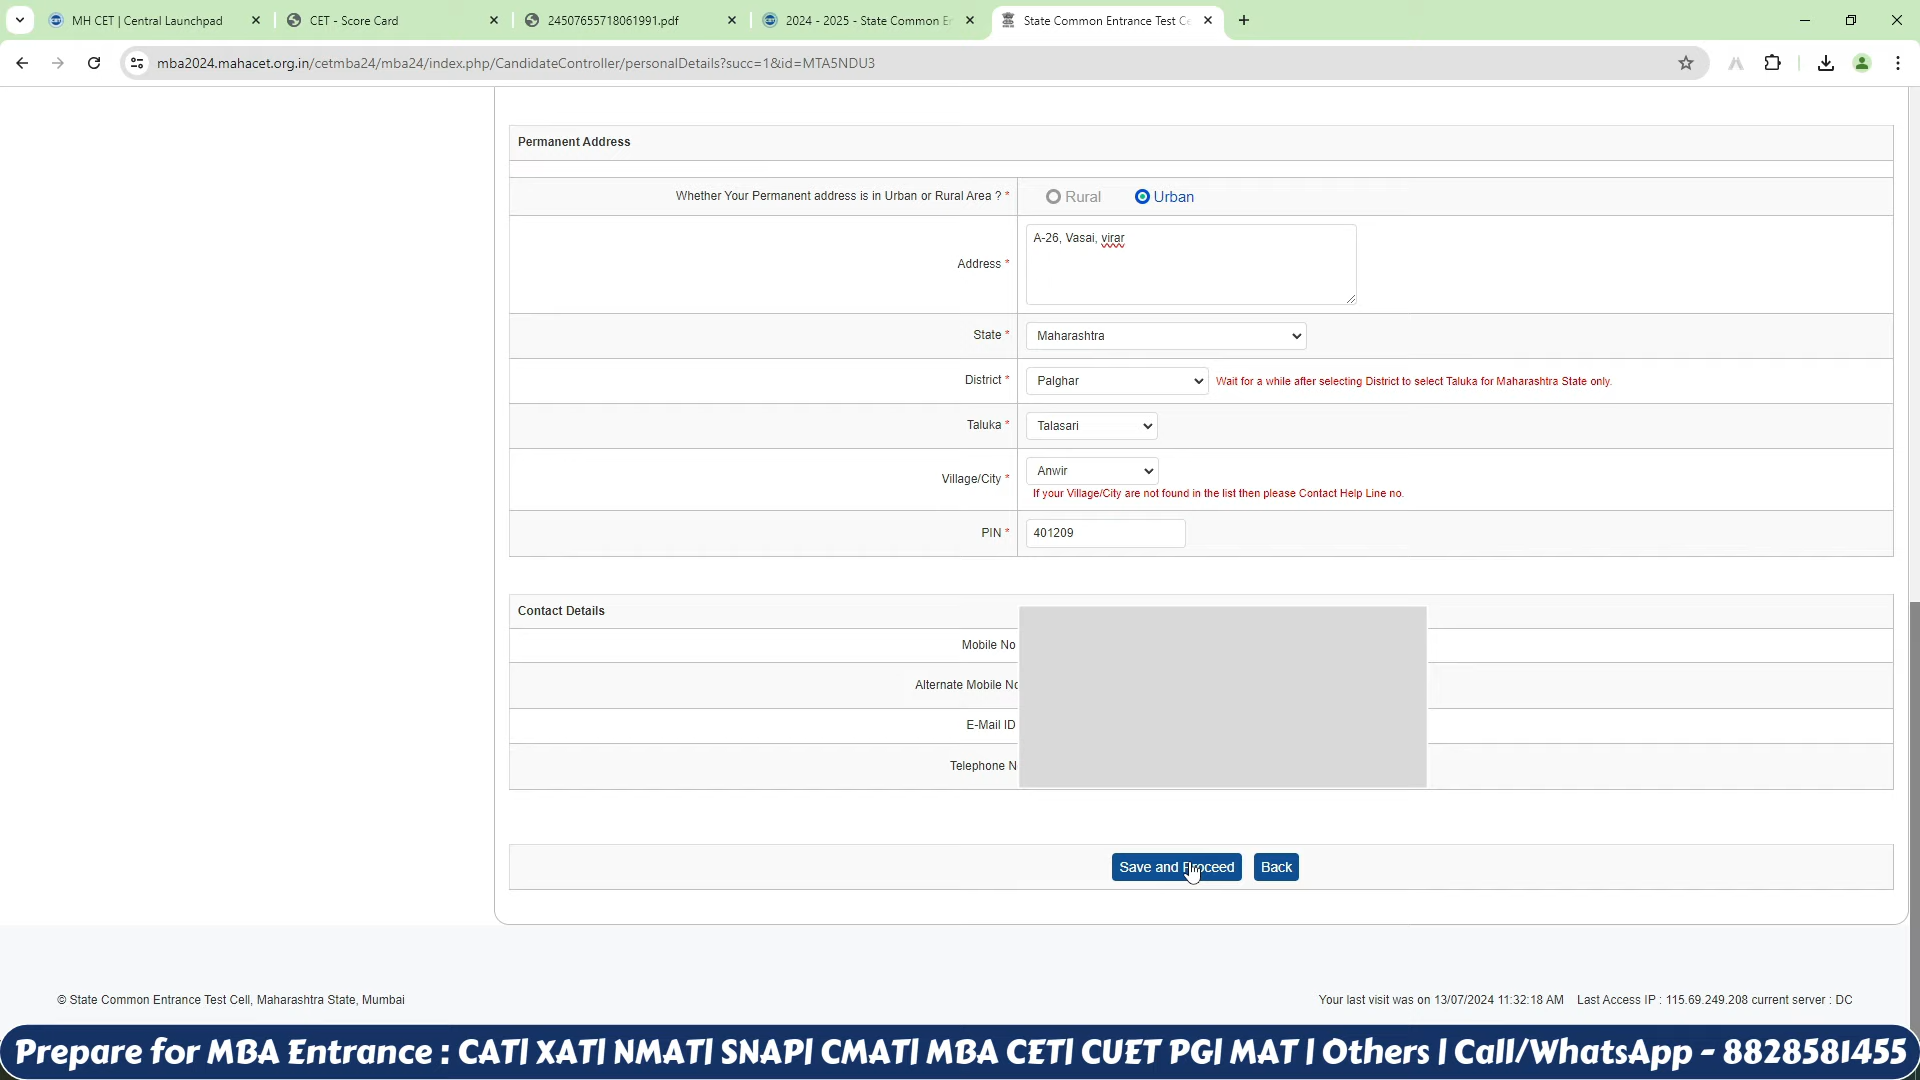 MH CET | Central Launchpad
CET - Score Card
24507655718061991.pdf
2024 - 2025 - State Common E
State Common Entrance Test Ce
mba2024.mahacet.org.in/cetmba24/mba24/index.php/CandidateController/personalDetails?succ=1&id=MTA5NDU3
Permanent Address
Whether Your Permanent address is in Urban or Rural Area ? * Rural Urban
Address * A-26, Vasai, virar
State * Maharashtra
District * Palghar Wait for a while after selecting District to select Taluka for Maharashtra State only.
Taluka * Talasari
Village/City * Anwir
If your Village/City are not found in the list then please Contact Help Line no.
PIN * 401209
Contact Details
Mobile No
Alternate Mobile No
E-Mail ID
Telephone N
Save and Proceed Back
© State Common Entrance Test Cell, Maharashtra State, Mumbai
Your last visit was on 13/07/2024 11:32:18 AM Last Access IP : 115.69.249.208 current server : DC
Prepare for MBA Entrance : CAT| XAT| NMAT| SNAP| CMAT| MBA CET| CUET PG| MAT | Others | Call/WhatsApp - 8828581455